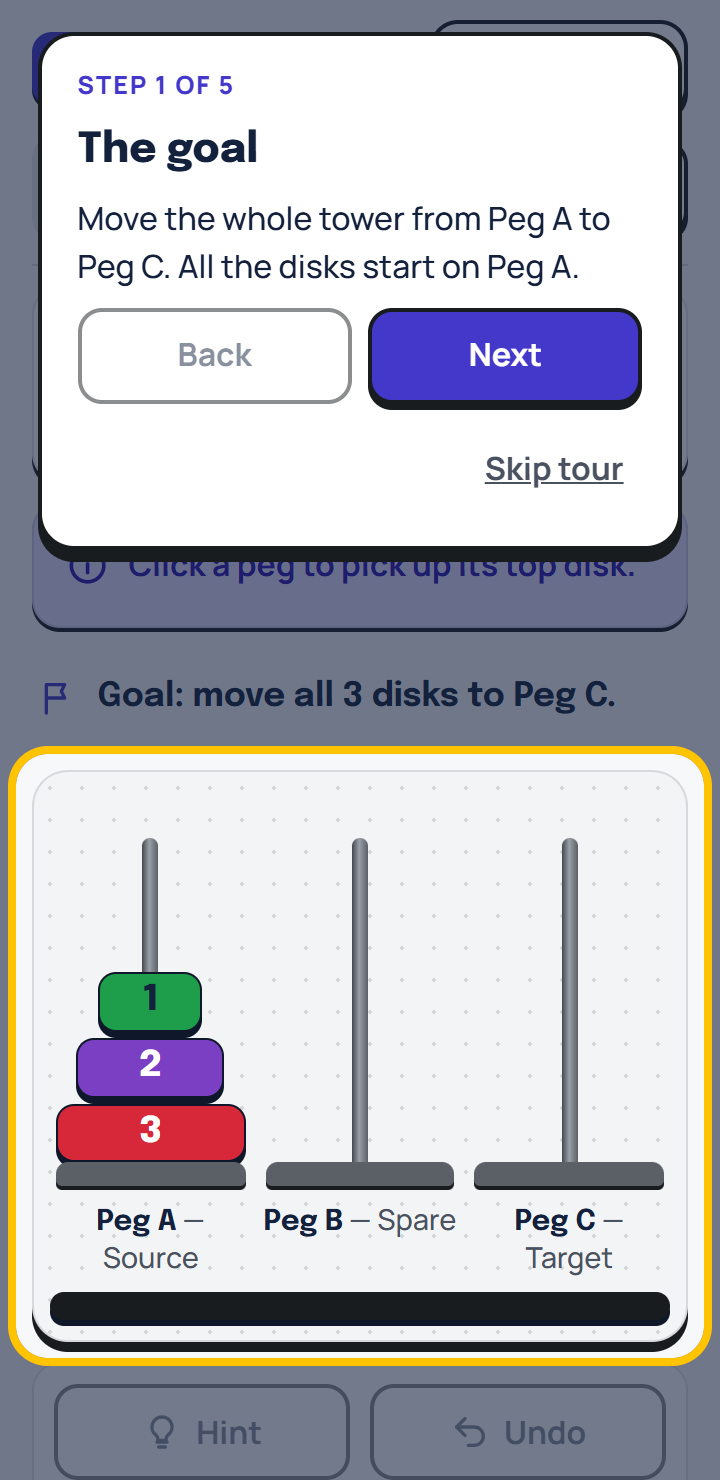 STEP 1 OF 5
The goal
Move the whole tower from Peg A to
Peg C. All the disks start on Peg A.
Back
Next
Skip tour
Click a peg to pick up its top disk.
Goal: move all 3 disks to Peg C.
1
2
3
Peg A — Source
Peg B — Spare
Peg C — Target
Hint
Undo